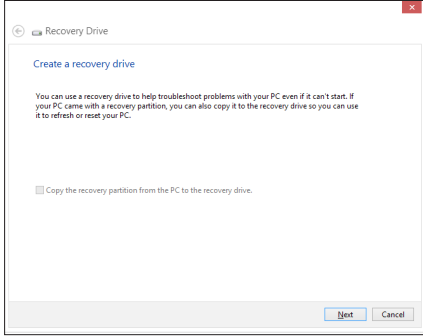 Recovery Drive
Create a recovery drive
You can use a recovery drive to help troubleshoot problems with your PC even if it can't start. If
your PC came with a recovery partition, you can also copy it to the recovery drive so you can use
it to refresh or reset your PC.
Copy the recovery partition from the PC to the recovery drive.
Next Cancel